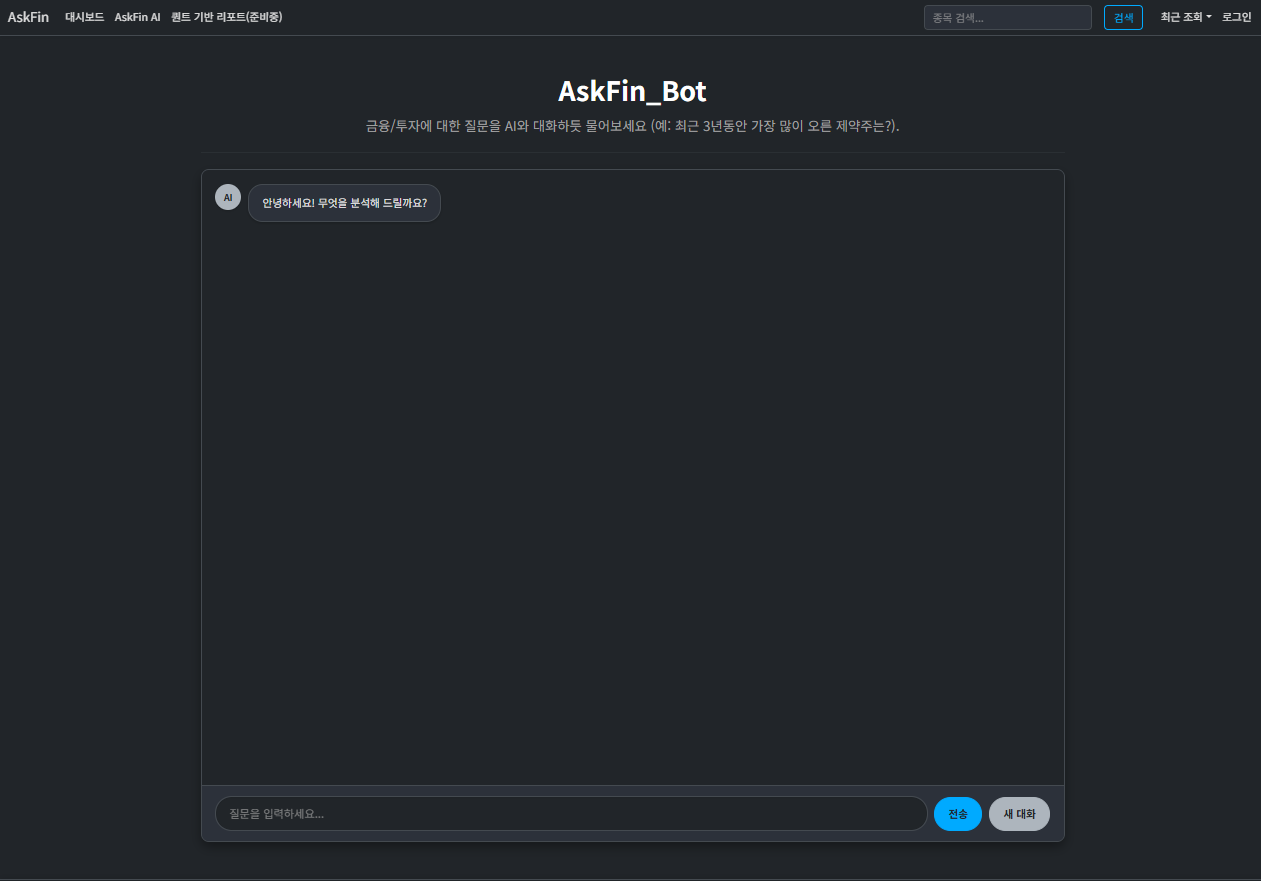 AskFin 대시보드 AskFin AI 퀀트 기반 리포트(준비중) 종목 검색... 검색 최근 조회 로그인
AskFin_Bot
금융/투자에 대한 질문을 AI와 대화하듯 물어보세요 (예: 최근 3년동안 가장 많이 오른 제약주는?).
AI 안녕하세요! 무엇을 분석해 드릴까요?
질문을 입력하세요... 전송 새 대화